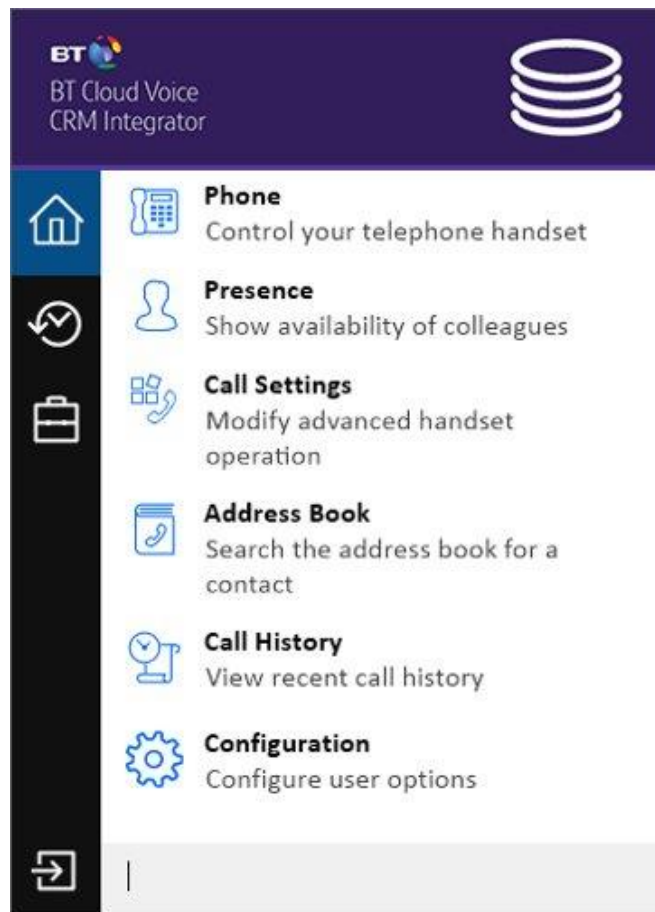 BT
BT Cloud Voice
CRM Integrator
Phone
Control your telephone handset
Presence
Show availability of colleagues
Call Settings
Modify advanced handset
operation
Address Book
Search the address book for a
contact
Call History
View recent call history
Configuration
Configure user options